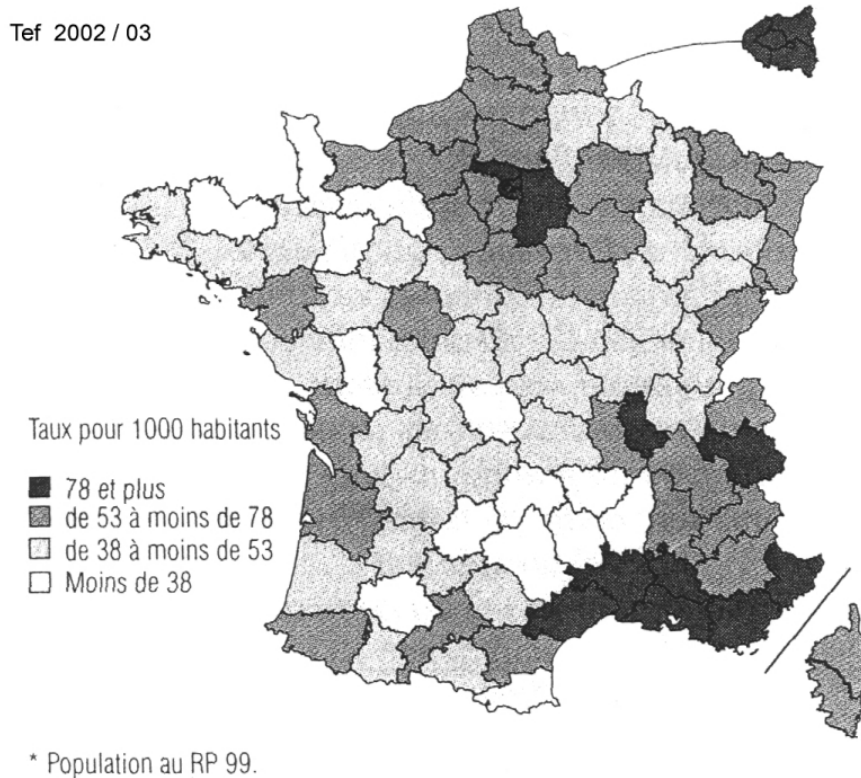 Tef 2002 / 03
Taux pour 1000 habitants
78 et plus
de 53 à moins de 78
de 38 à moins de 53
Moins de 38
* Population au RP 99.